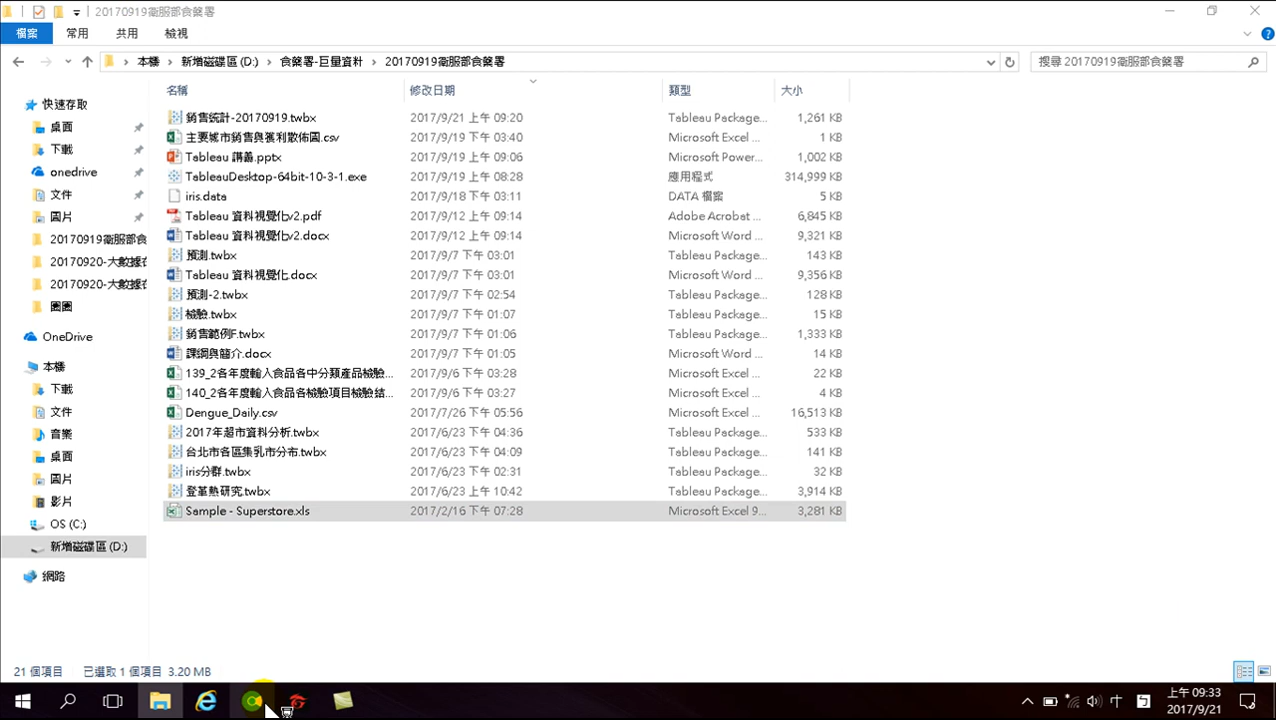 20170919衛服部食藥署
檔案 常用 共用 檢視
本機 新增磁碟區 (D:) 食藥署-巨量資料 20170919衛服部食藥署 搜尋 20170919衛服部食藥署
名稱 修改日期 類型 大小
快速存取
桌面
下載
onedrive
文件
圖片
20170919衛服部食
20170920-大數據在
20170920-大數據在
圈圈
OneDrive
本機
下載
文件
音樂
桌面
圖片
影片
OS (C:)
新增磁碟區 (D:)
網路
銷售统計-20170919.twbx 2017/9/21 上午 09:20 Tableau Package... 1,261 KB
主要城市銷售與獲利散佈圖.csv 2017/9/19 下午 03:40 Microsoft Excel ... 1 KB
Tableau 講義.pptx 2017/9/19 上午 09:06 Microsoft Power... 1,002 KB
TableauDesktop-64bit-10-3-1.exe 2017/9/19 上午 08:28 應用程式 314,999 KB
iris.data 2017/9/18 下午 03:11 DATA 檔案 5 KB
Tableau 資料視覺化v2.pdf 2017/9/12 上午 09:14 Adobe Acrobat ... 6,845 KB
Tableau 資料視覺化v2.docx 2017/9/12 上午 09:14 Microsoft Word ... 9,321 KB
預測.twbx 2017/9/7 下午 03:01 Tableau Package... 143 KB
Tableau 資料視覺化.docx 2017/9/7 下午 03:01 Microsoft Word ... 9,356 KB
預測-2.twbx 2017/9/7 下午 02:54 Tableau Package... 128 KB
檢驗.twbx 2017/9/7 下午 01:07 Tableau Package... 15 KB
銷售範例F.twbx 2017/9/7 下午 01:06 Tableau Package... 1,333 KB
課綱與簡介.docx 2017/9/7 下午 01:05 Microsoft Word ... 14 KB
139_2各年度輸入食品各中分類產品檢驗... 2017/9/6 下午 03:28 Microsoft Excel ... 22 KB
140_2各年度輸入食品各檢驗項目檢驗結... 2017/9/6 下午 03:27 Microsoft Excel ... 4 KB
Dengue_Daily.csv 2017/7/26 下午 05:56 Microsoft Excel ... 16,513 KB
2017年超市資料分析.twbx 2017/6/23 下午 04:36 Tableau Package... 533 KB
台北市各區集乳市分布.twbx 2017/6/23 下午 04:09 Tableau Package... 141 KB
iris分群.twbx 2017/6/23 下午 02:31 Tableau Package... 32 KB
登革熱研究.twbx 2017/6/23 上午 10:42 Tableau Package... 3,914 KB
Sample - Superstore.xls 2017/2/16 下午 07:28 Microsoft Excel 9... 3,281 KB
21 個項目 已選取 1 個項目 3.20 MB
中 上午 09:33
2017/9/21